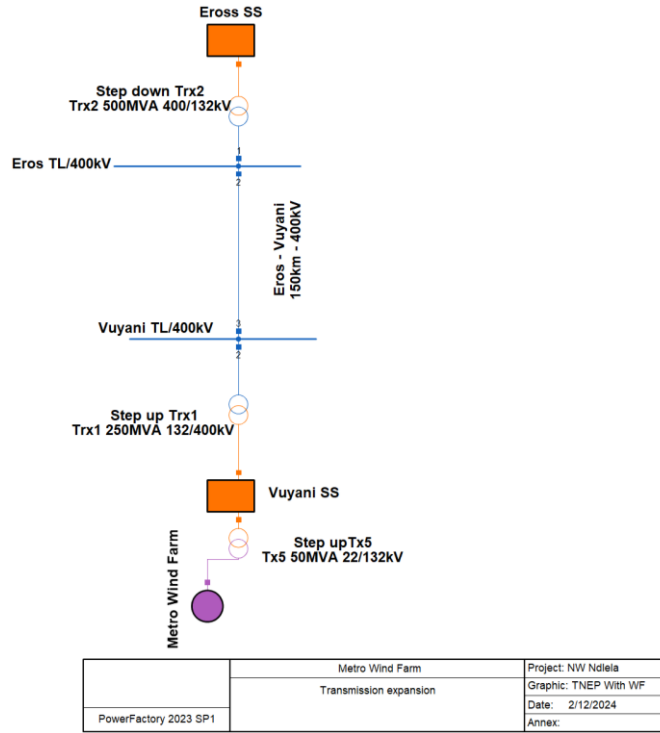 Eross SS
Step down Trx2
Trx2 500MVA 400/132kV
1
Eros TL/400kV
2
Eros - Vuyani
150km - 400kV
3
Vuyani TL/400kV
2
Step up Trx1
Trx1 250MVA 132/400kV
Vuyani SS
Step upTx5
Tx5 50MVA 22/132kV
Metro Wind Farm
Metro Wind Farm
Project: NW Ndlela
Transmission expansion
Graphic: TNEP With WF
Date: 2/12/2024
PowerFactory 2023 SP1
Annex: